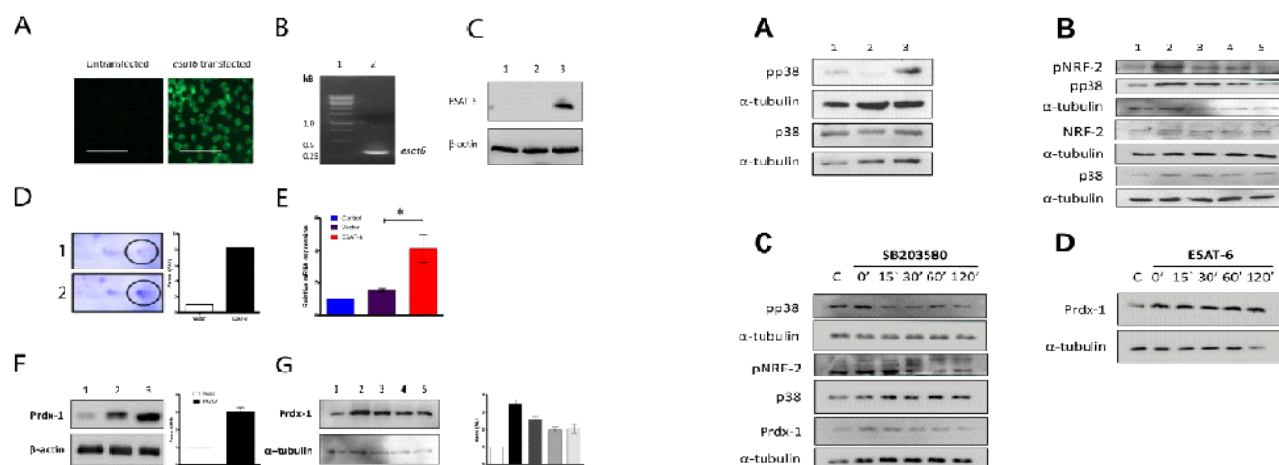 A
Untransfected
esat6 transfected
B
kB
1
2
1.0
0.5
0.25
esat6
C
1
2
3
ESAT-6
β-actin
D
1
2
E
Relative mRNA expression
Control
Vector
ESAT-6
*
F
1
2
3
Prdx-1
β-actin
G
1
2
3
4
5
Prdx-1
α-tubulin
A
1
2
3
pp38
α-tubulin
p38
α-tubulin
B
1
2
3
4
5
pNRF-2
pp38
α-tubulin
NRF-2
α-tubulin
p38
α-tubulin
C
SB203580
C 0’ 15` 30’ 60’ 120’
pp38
α-tubulin
pNRF-2
p38
Prdx-1
α-tubulin
D
ESAT-6
C 0’ 15` 30’ 60’ 120’
Prdx-1
α-tubulin